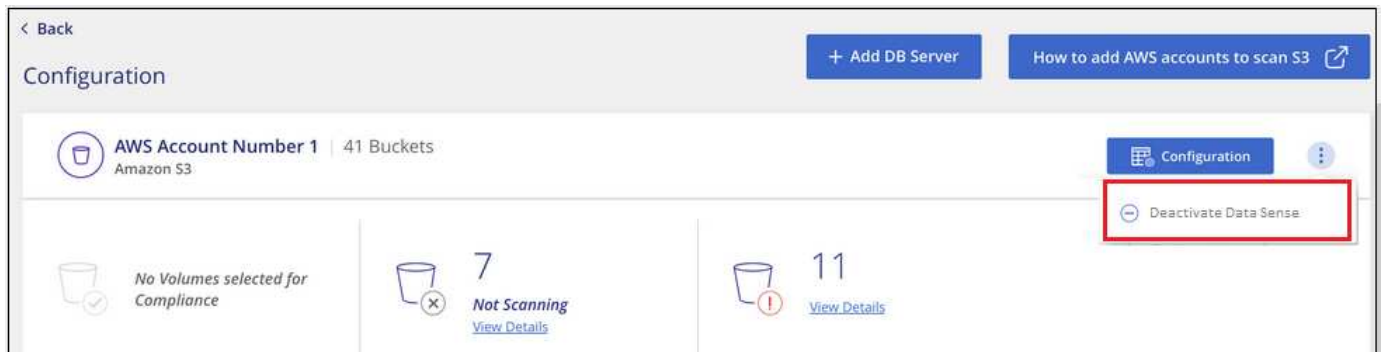 < Back
+ Add DB Server
How to add AWS accounts to scan S3
Configuration
AWS Account Number 1 | 41 Buckets
Amazon S3
Configuration
Deactivate Data Sense
No Volumes selected for
Compliance
7
Not Scanning
View Details
11
View Details